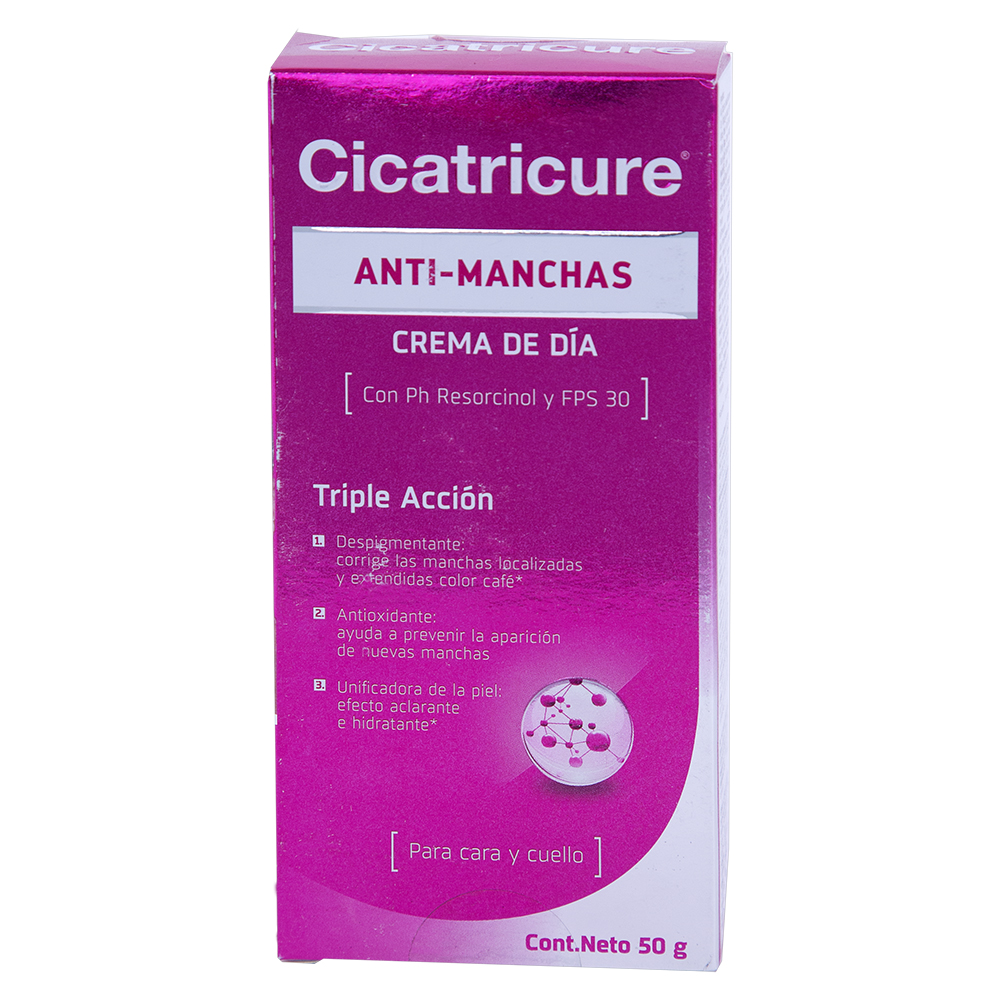 Cicatricure
Cicatricure®
ANTI-MANCHAS
CREMA DE DÍA
[ Con Ph Resorcinol y FPS 30 ]
Triple Acción
1. Despigmentante:
corrige las manchas localizadas
y extendidas color café*
2. Antioxidante:
ayuda a prevenir la aparición
de nuevas manchas
3. Unificadora de la piel:
efecto aclarante
e hidratante*
[ Para cara y cuello ]
Cont.Neto 50 g